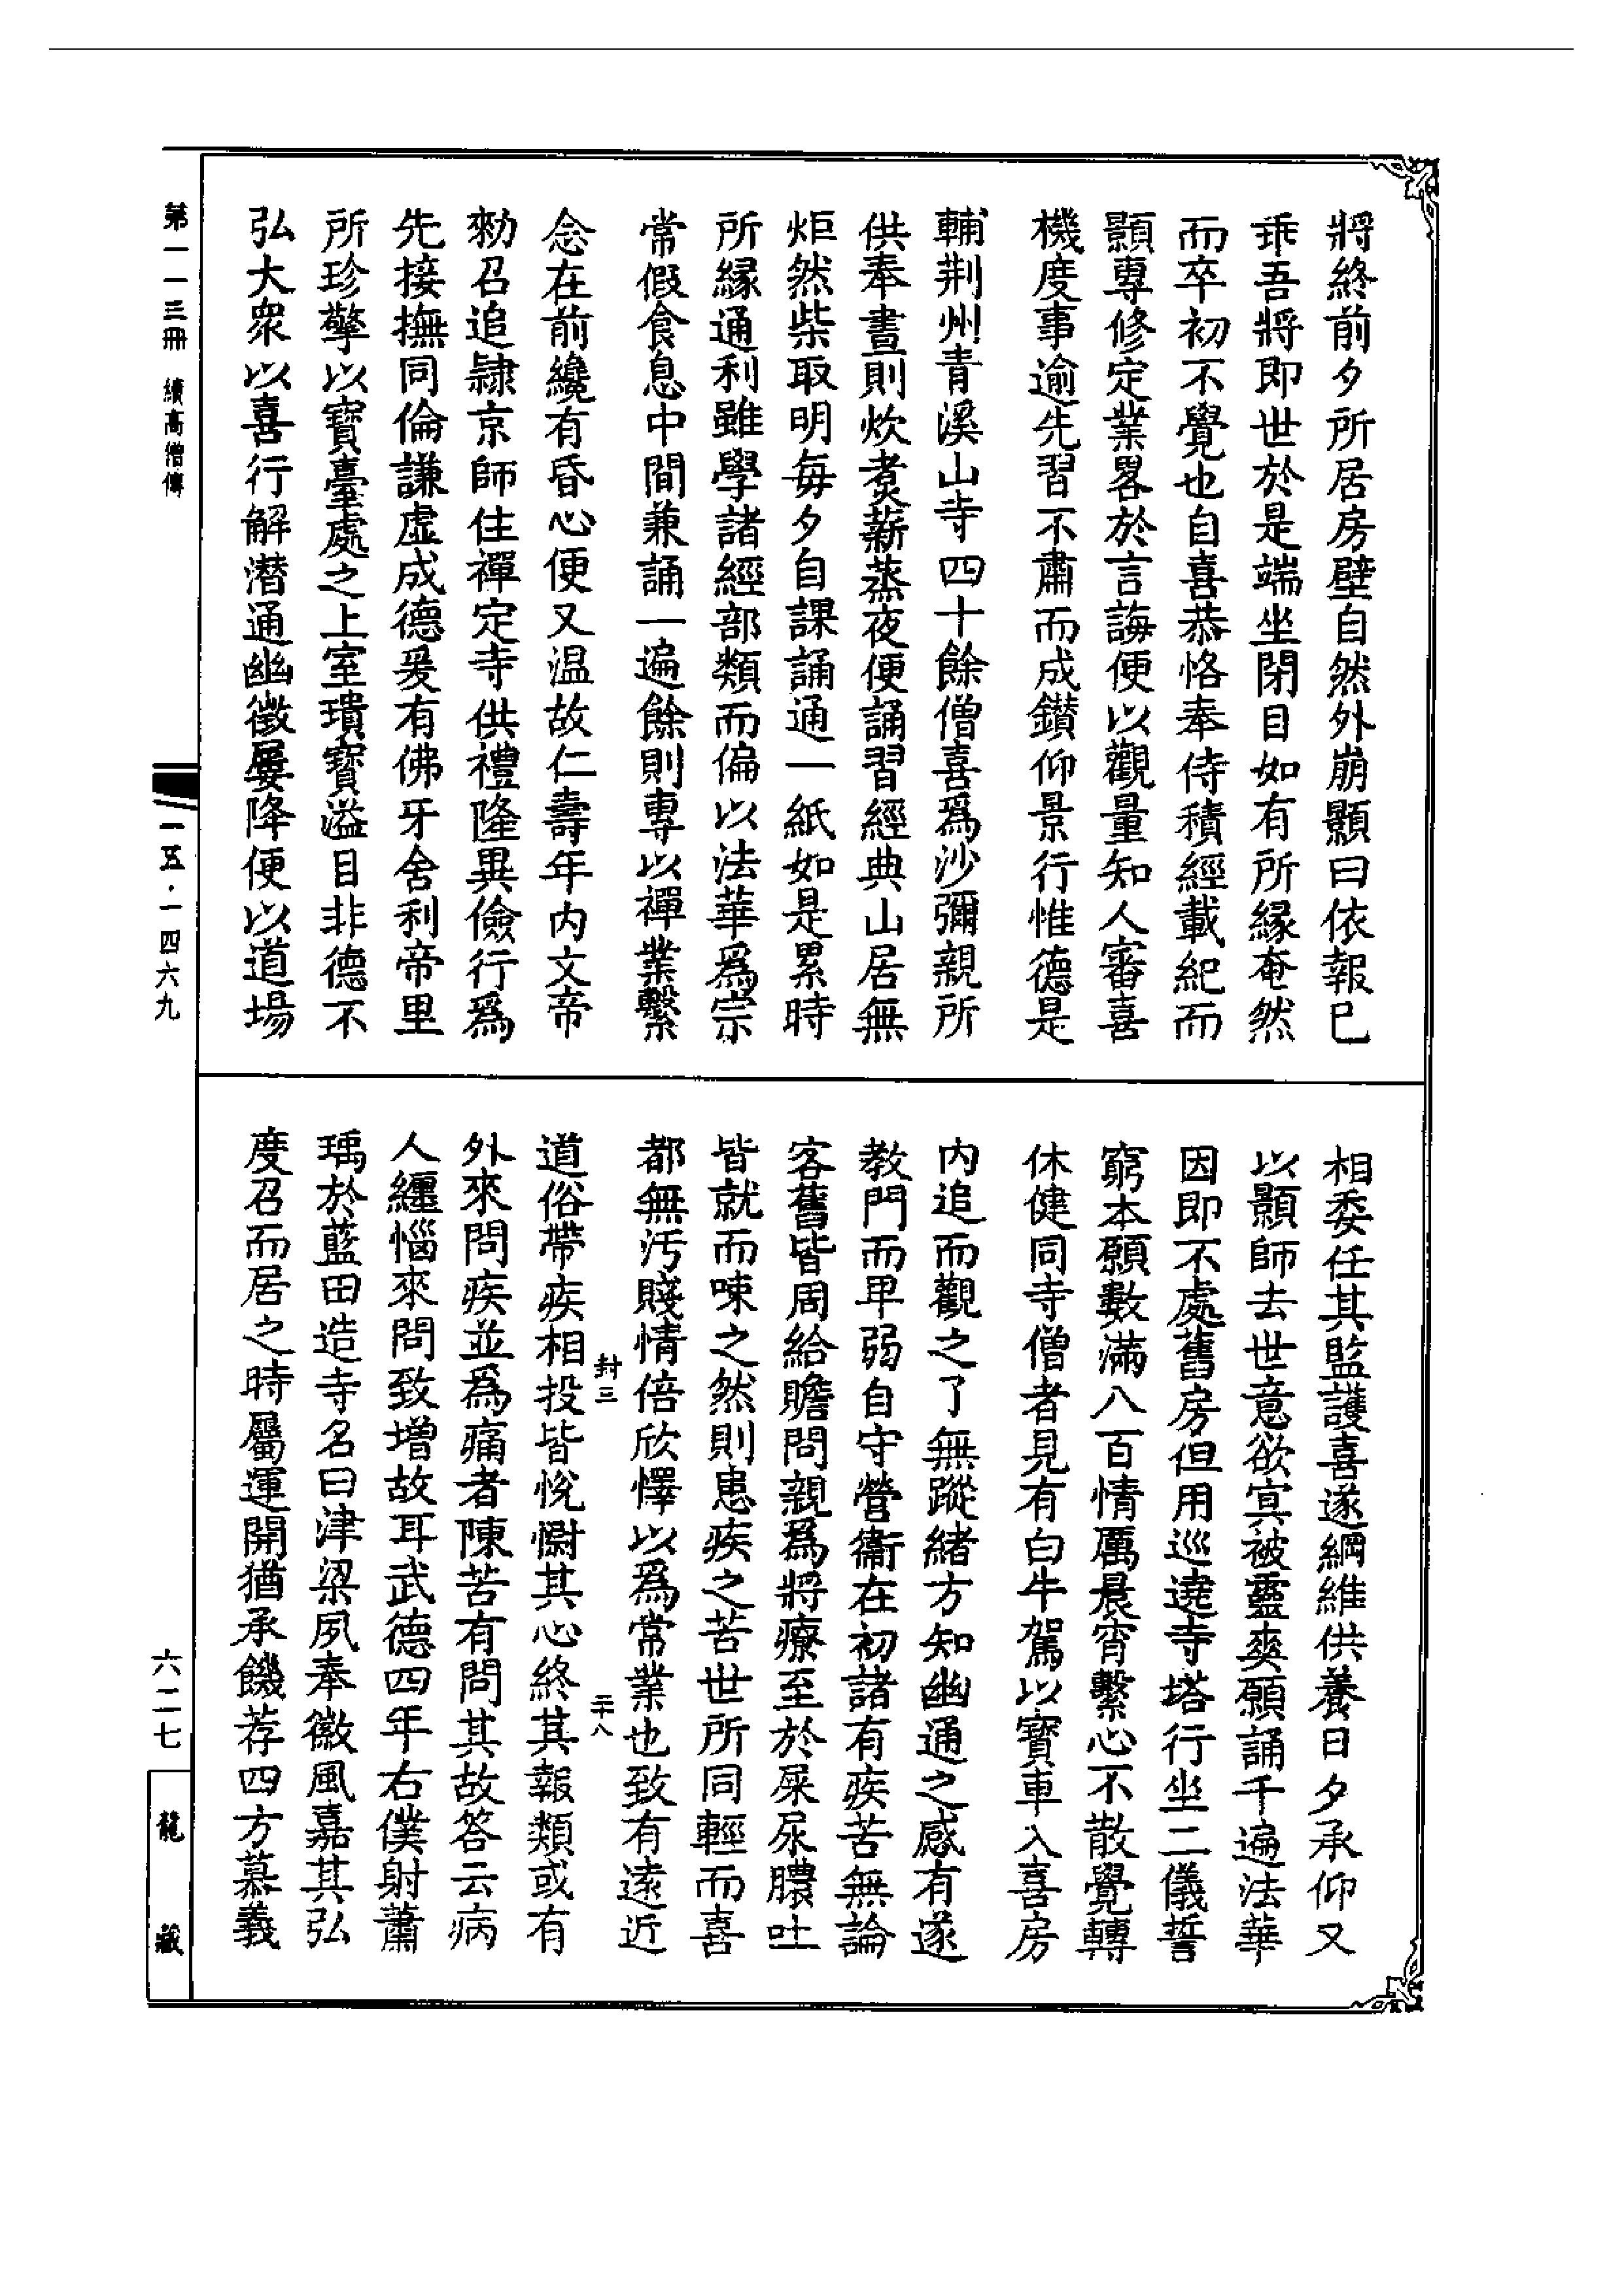 將終前夕所居房壁自然外崩顥曰依報已
乖吾將即世於是端坐閉目如有所縁奄然
而卒初不覺也自喜恭恪奉侍積經載紀而
顥專修定業畧於言誨便以觀量知人審喜
機度事逾先習不肅而成鑚仰景行惟德是
輔荆州青溪山寺四十餘僧喜爲沙彌親所
供奉晝則炊煑薪蒸夜便誦習經典山居無
炬然柴取明每夕自課誦通一紙如是累時
所縁通利雖學諸經部類而偏以法華爲宗
常假食息中間兼誦一遍餘則專以禪業繫
念在前纔有昏心便又温故仁壽年内文帝
勑召追隷京師住禪定寺供禮隆異儉行爲
先接撫同倫謙虛成德爰有佛牙舍利帝里
所珍擎以寶臺處之上室瓌寶溢目非德不
弘大衆以喜行解潛通幽徵屢降便以道場
相委任其監護喜遂綱維供養日夕承仰又
以顥師去世意欲冥被靈爽願誦千遍法華
因即不處舊房但用巡遶寺塔行坐二儀誓
窮本願數滿八百情厲晨宵繫心不散覺轉
休健同寺僧者見有白牛駕以寶車入喜房
内追而觀之了無蹤緒方知幽通之感有遂
教門而卑弱自守營衞在初諸有疾苦無論
客舊皆周給贍問親爲將療至於屎尿膿吐
皆就而𠲿之然則患疾之苦世所同輕而喜
都無汚賤情倍欣懌以爲常業也致有遠近
道俗帶疾相投皆悅慰其心終其報類或有
外來問疾並爲痛者陳苦有問其故答云病
人纏惱來問致增故耳武德四年右僕射蕭
瑀於藍田造寺名曰津梁夙奉徽風嘉其弘
度召而居之時屬運開猶承饑荐四方慕義
封三
二十八
第一一三冊 續高僧傳
一五·一四六九
六二七
龍藏